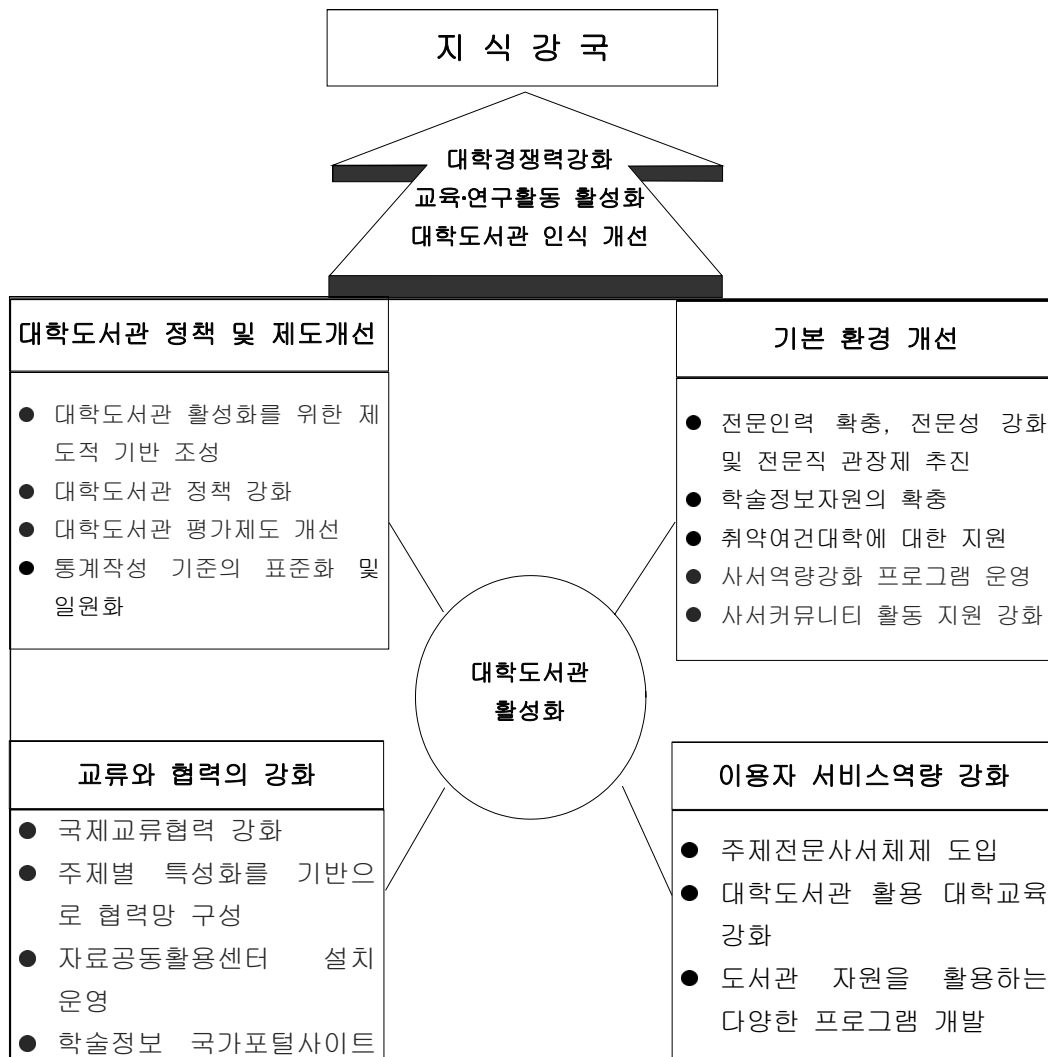 지 식 강 국
대학경쟁력강화
교육·연구활동 활성화
대학도서관 인식 개선
대학도서관 정책 및 제도개선
● 대학도서관 활성화를 위한 제
도적 기반 조성
● 대학도서관 정책 강화
● 대학도서관 평가제도 개선
● 통계작성 기준의 표준화 및
일원화
기본 환경 개선
● 전문인력 확충, 전문성 강화
및 전문직 관장제 추진
● 학술정보자원의 확충
● 취약여건대학에 대한 지원
● 사서역량강화 프로그램 운영
● 사서커뮤니티 활동 지원 강화
대학도서관
활성화
교류와 협력의 강화
● 국제교류협력 강화
● 주제별 특성화를 기반으
로 협력망 구성
● 자료공동활용센터 설치
운영
● 학술정보 국가포털사이트
이용자 서비스역량 강화
● 주제전문사서체제 도입
● 대학도서관 활용 대학교육
강화
● 도서관 자원을 활용하는
다양한 프로그램 개발